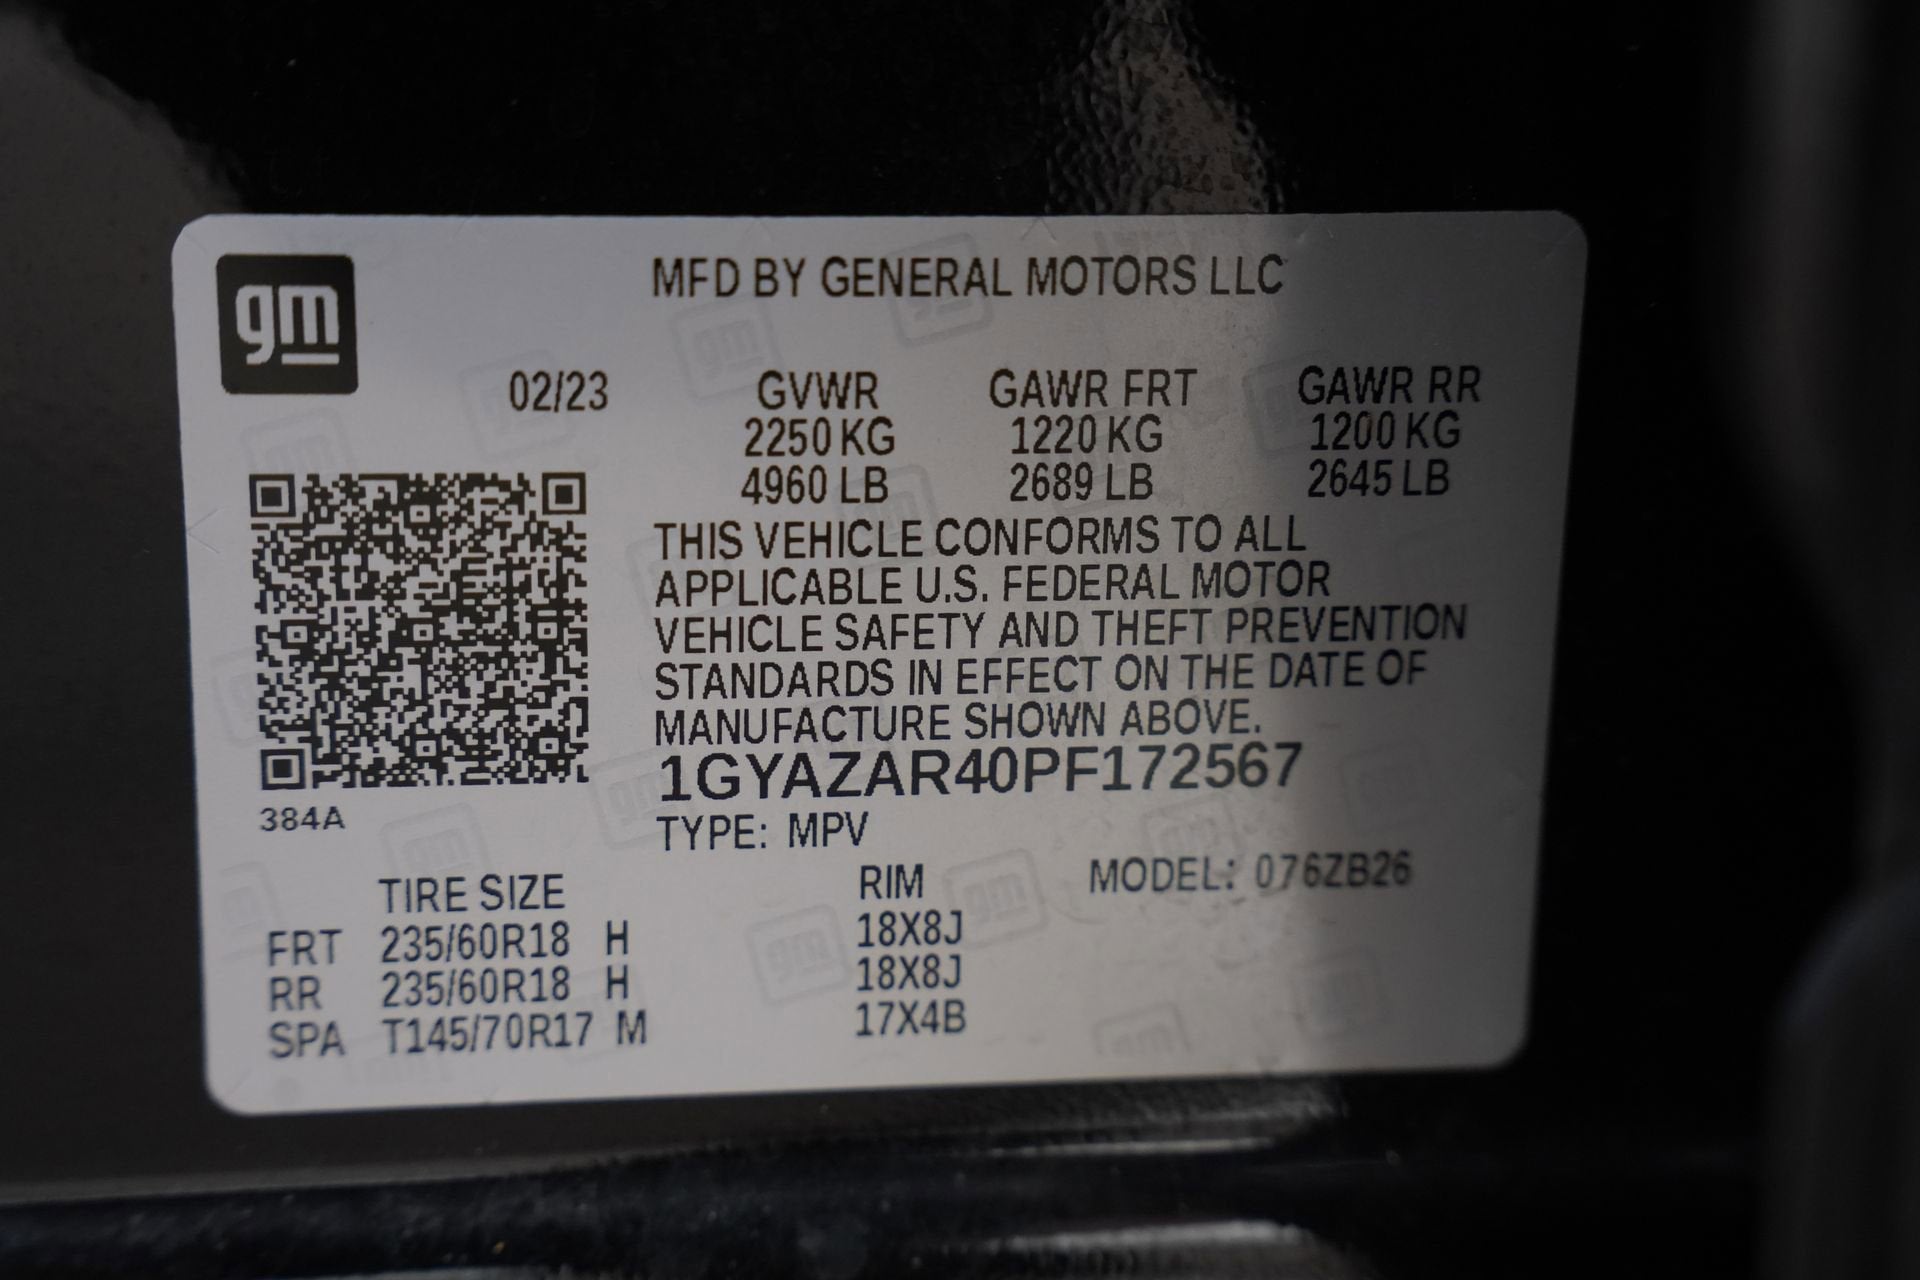 gm
MFD BY GENERAL MOTORS LLC
02/23 GVWR GAWR FRT GAWR RR
2250 KG 1220 KG 1200 KG
4960 LB 2689 LB 2645 LB
THIS VEHICLE CONFORMS TO ALL
APPLICABLE U.S. FEDERAL MOTOR
VEHICLE SAFETY AND THEFT PREVENTION
STANDARDS IN EFFECT ON THE DATE OF
MANUFACTURE SHOWN ABOVE.
1GYAZAR40PF172567
384A
TYPE: MPV
TIRE SIZE RIM MODEL: 076ZB26
FRT 235/60R18 H 18X8J
RR 235/60R18 H 18X8J
SPA T145/70R17 M 17X4B